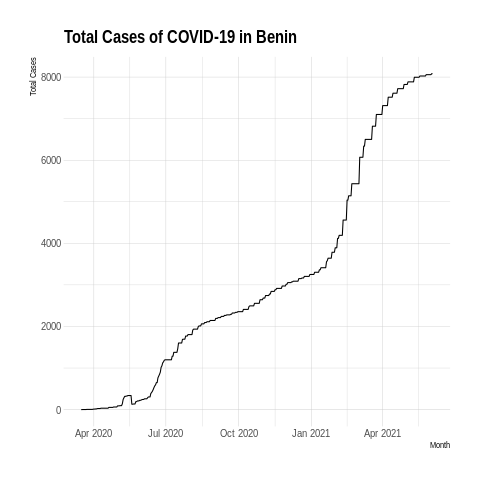 Total Cases of COVID-19 in Benin
Total Cases
8000
6000
4000
2000
0
Apr 2020 Jul 2020 Oct 2020 Jan 2021 Apr 2021
Month